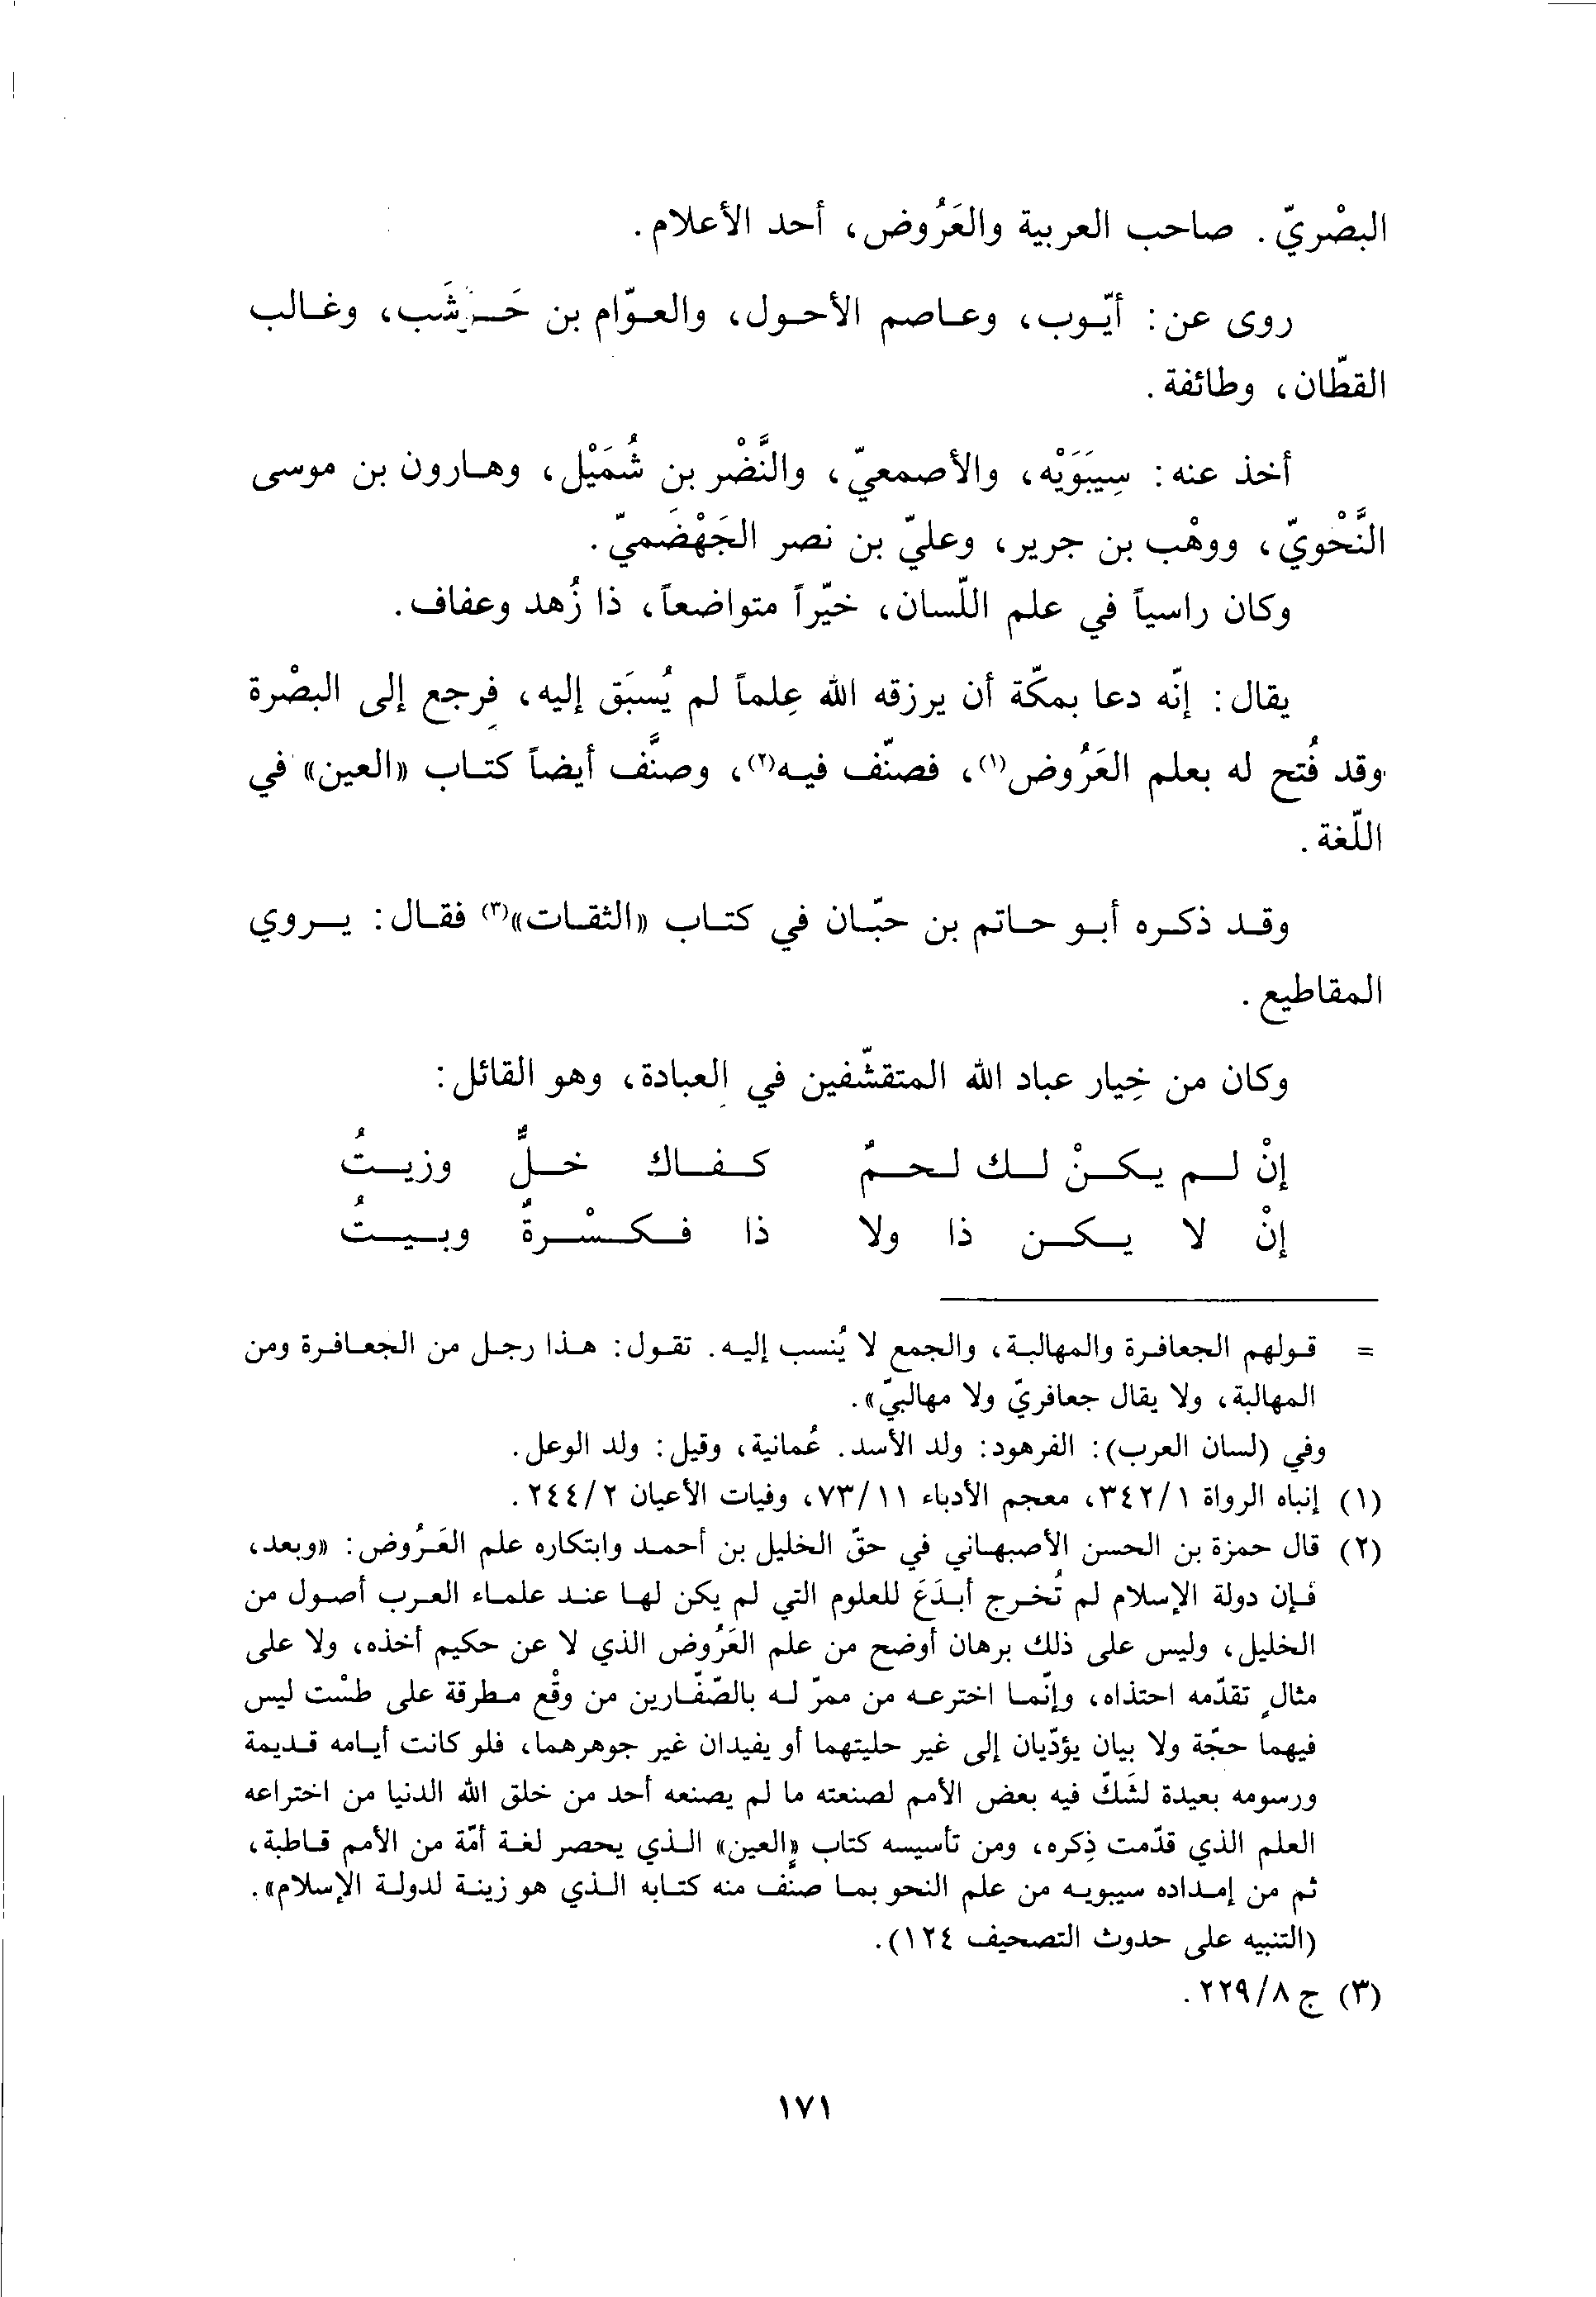 البصْريّ. صاحب العربية والعَرُوض، أحد الأعلام.
روى عن: أيّوب، وعاصم الأحول، والعوّام بن حَوشَب، وغالب
القطّان، وطائفة.
أخذ عنه: سِيبَوَيْه، والأصمعيّ، والنَّضْر بن شُمَيْل، وهارون بن موسى
النَّحْويّ، ووهْب بن جرير، وعليّ بن نصر الجَهْضَميّ.
وكان راسياً في علم اللّسان، خيّراً متواضعاً، ذا زُهد وعفاف.
يقال: إنّه دعا بمكّة أن يرزقه الله عِلماً لم يُسبَق إليه، فرجع إلى البصْرة
وقد فُتح له بعلم العَرُوض(١)، فصنّف فيه(٢)، وصنَّف أيضاً كتاب «العين» في
اللّغة.
وقد ذكره أبو حاتم بن حبّان في كتاب «الثقات»(٣) فقال: يروي
المقاطيع.
وكان من خِيار عباد الله المتقشّفين في العبادة، وهو القائل:
إنْ لم يكنْ لك لحمٌ كفاك خلٌّ وزيتُ
إنْ لا يكن ذا ولا ذا فكسْرةٌ وبيتُ
= قولهم الجعافرة والمهالبة، والجمع لا يُنسب إليه. تقول: هذا رجل من الجعافرة ومن
المهالبة، ولا يقال جعافريّ ولا مهالبيّ».
وفي (لسان العرب): الفرهود: ولد الأسد. عُمانية، وقيل: ولد الوعل.
(١) إنباه الرواة ١/٣٤٢، معجم الأدباء ١١/٧٣، وفيات الأعيان ٢/٢٤٤.
(٢) قال حمزة بن الحسن الأصبهاني في حقّ الخليل بن أحمد وابتكاره علم العَرُوض: «وبعد،
فإن دولة الإسلام لم تُخرج أبدَعَ للعلوم التي لم يكن لها عند علماء العرب أصول من
الخليل، وليس على ذلك برهان أوضح من علم العَرُوض الذي لا عن حكيم أخذه، ولا على
مثالٍ تقدّمه احتذاه، وإنّما اخترعه من ممرّ له بالصّفّارين من وقْع مطرقة على طسْت ليس
فيهما حجّة ولا بيان يؤدّيان إلى غير حليتهما أو يفيدان غير جوهرهما، فلو كانت أيامه قديمة
ورسومه بعيدة لشَكّ فيه بعض الأمم لصنعته ما لم يصنعه أحد من خلق الله الدنيا من اختراعه
العلم الذي قدّمت ذِكره، ومن تأسيسه كتاب «العين» الذي يحصر لغة أمّة من الأمم قاطبة،
ثم من إمداده سيبويه من علم النحو بما صنّف منه كتابه الذي هو زينة لدولة الإسلام».
(التنبيه على حدوث التصحيف ١٢٤).
(٣) ج ٨/٢٢٩.
١٧١